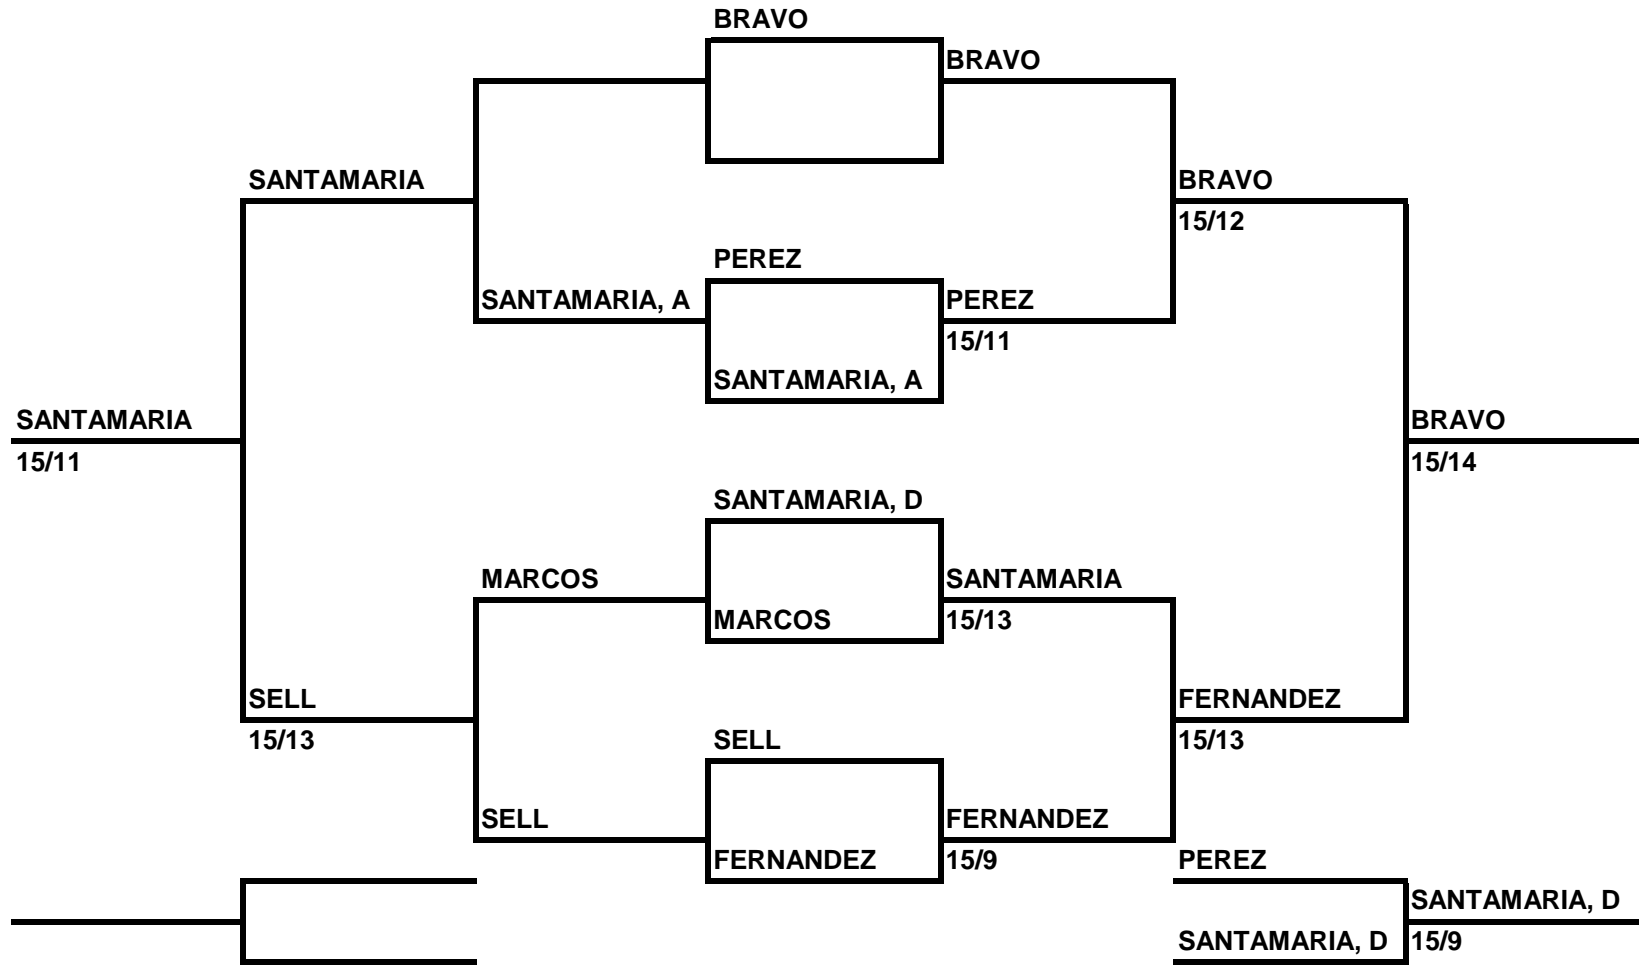 BRAVO
BRAVO
SANTAMARIA
BRAVO
15/12
PEREZ
SANTAMARIA, A
PEREZ
15/11
SANTAMARIA, A
SANTAMARIA
15/11
BRAVO
15/14
SANTAMARIA, D
MARCOS
SANTAMARIA
MARCOS
15/13
SELL
15/13
FERNANDEZ
15/13
SELL
SELL
FERNANDEZ
FERNANDEZ
15/9
PEREZ
SANTAMARIA, D
SANTAMARIA, D
15/9